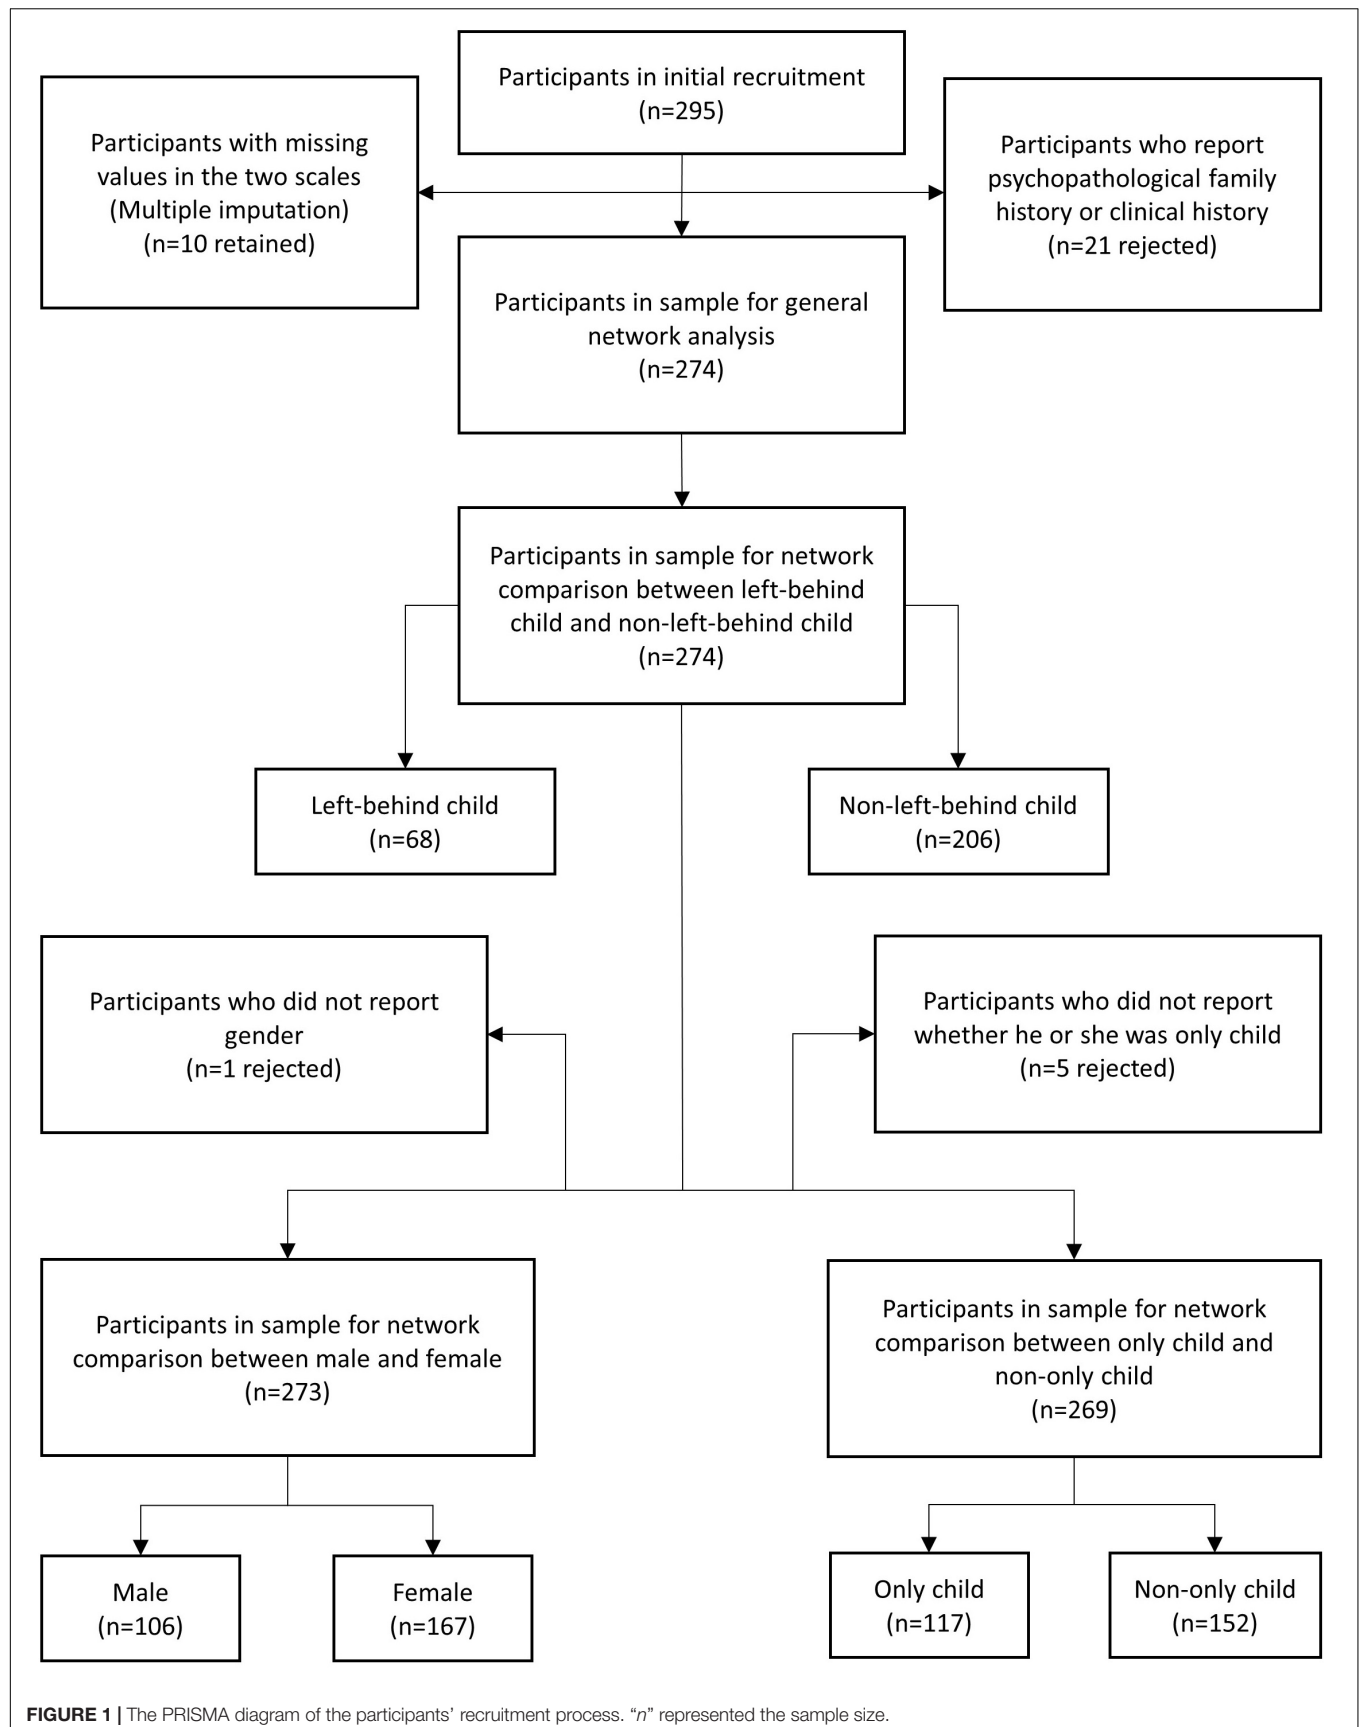 Participants in initial recruitment
(n=295)
Participants with missing
values in the two scales
(Multiple imputation)
(n=10 retained)
Participants who report
psychopathological family
history or clinical history
(n=21 rejected)
Participants in sample for general
network analysis
(n=274)
Participants in sample for network
comparison between left-behind
child and non-left-behind child
(n=274)
Left-behind child
(n=68)
Non-left-behind child
(n=206)
Participants who did not report
gender
(n=1 rejected)
Participants who did not report
whether he or she was only child
(n=5 rejected)
Participants in sample for network
comparison between male and female
(n=273)
Participants in sample for network
comparison between only child and
non-only child
(n=269)
Male
(n=106)
Female
(n=167)
Only child
(n=117)
Non-only child
(n=152)
FIGURE 1 | The PRISMA diagram of the participants’ recruitment process. “n” represented the sample size.